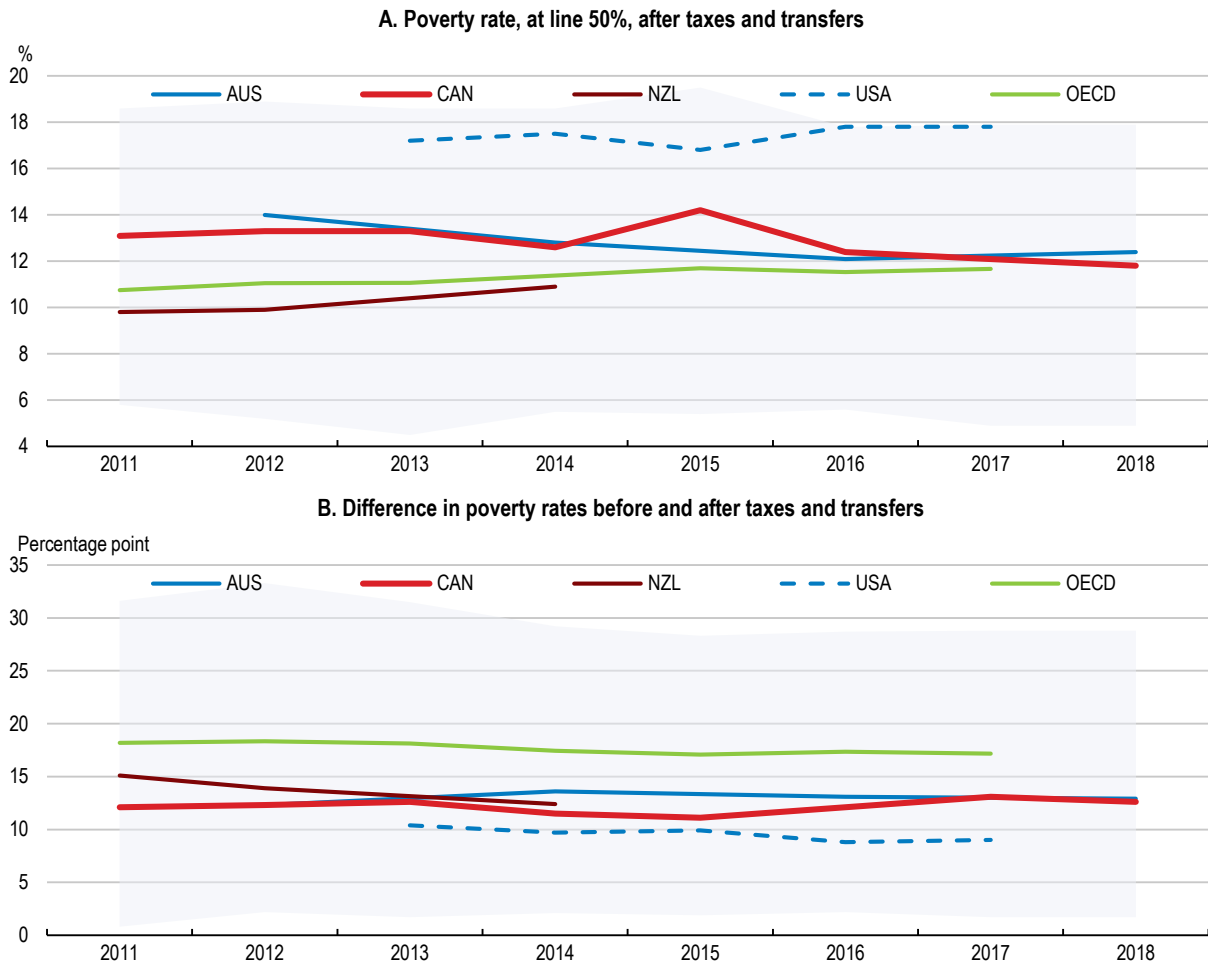 A. Poverty rate, at line 50%, after taxes and transfers
%
20
AUS CAN NZL USA OECD
18
16
14
12
10
8
6
4
2011 2012 2013 2014 2015 2016 2017 2018
B. Difference in poverty rates before and after taxes and transfers
Percentage point
35
AUS CAN NZL USA OECD
30
25
20
15
10
5
0
2011 2012 2013 2014 2015 2016 2017 2018